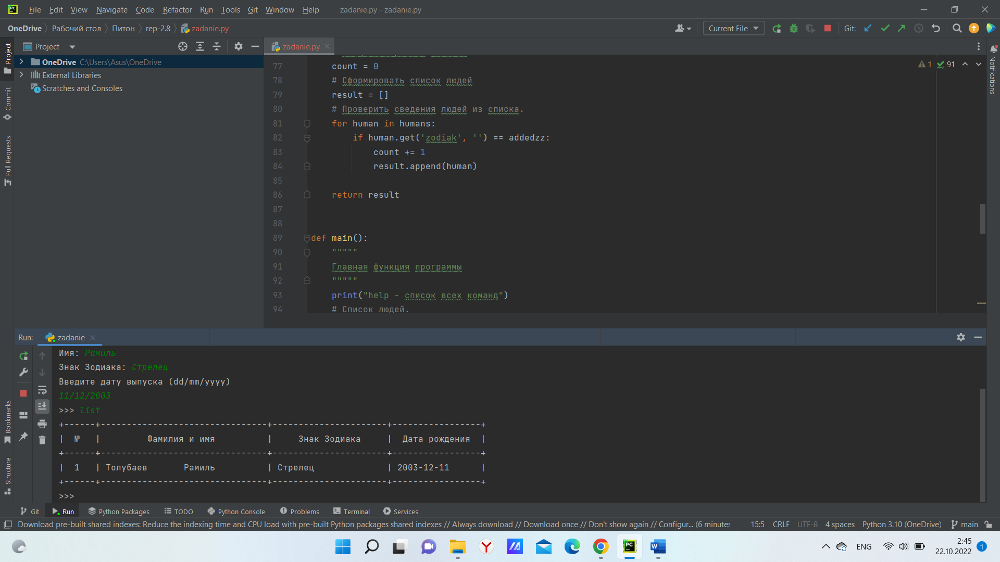 PC File Edit View Navigate Code Refactor Run Tools Git Window Help zadanie.py - zadanie.py
OneDrive Рабочий стол Питон rep-2.8 zadanie.py Current File Git:
Project zadanie.py
OneDrive C:\Users\Asus\OneDrive
External Libraries
Scratches and Consoles
Project
Commit
Pull Requests
Bookmarks
Structure
Notifications
1 91
77 count = 0
78 # Сформировать список людей
79 result = []
80 # Проверить сведения людей из списка.
81 for human in humans:
82 if human.get('zodiak', '') == addedzz:
83 count += 1
84 result.append(human)
85
86 return result
87
88
89 def main():
90 """""
91 Главная функция программы
92 """""
93 print("help - список всех команд")
94 # Список людей.
Run: zadanie
Имя: Рамиль
Знак Зодиака: Стрелец
Введите дату выпуска (dd/mm/yyyy)
11/12/2003
>>> list
+------+--------------------------------+----------------------+-----------------+
| № | Фамилия и имя | Знак Зодиака | Дата рождения |
+------+--------------------------------+----------------------+-----------------+
| 1 | Толубаев Рамиль | Стрелец | 2003-12-11 |
+------+--------------------------------+----------------------+-----------------+
>>>
Git Run Python Packages TODO Python Console Problems Terminal Services
Download pre-built shared indexes: Reduce the indexing time and CPU load with pre-built Python packages shared indexes // Always download // Download once // Don't show again // Configur... (6 minutes 15:5 CRLF UTF-8 4 spaces Python 3.10 (OneDrive) main
PC W ENG 2:45
22.10.2022 1